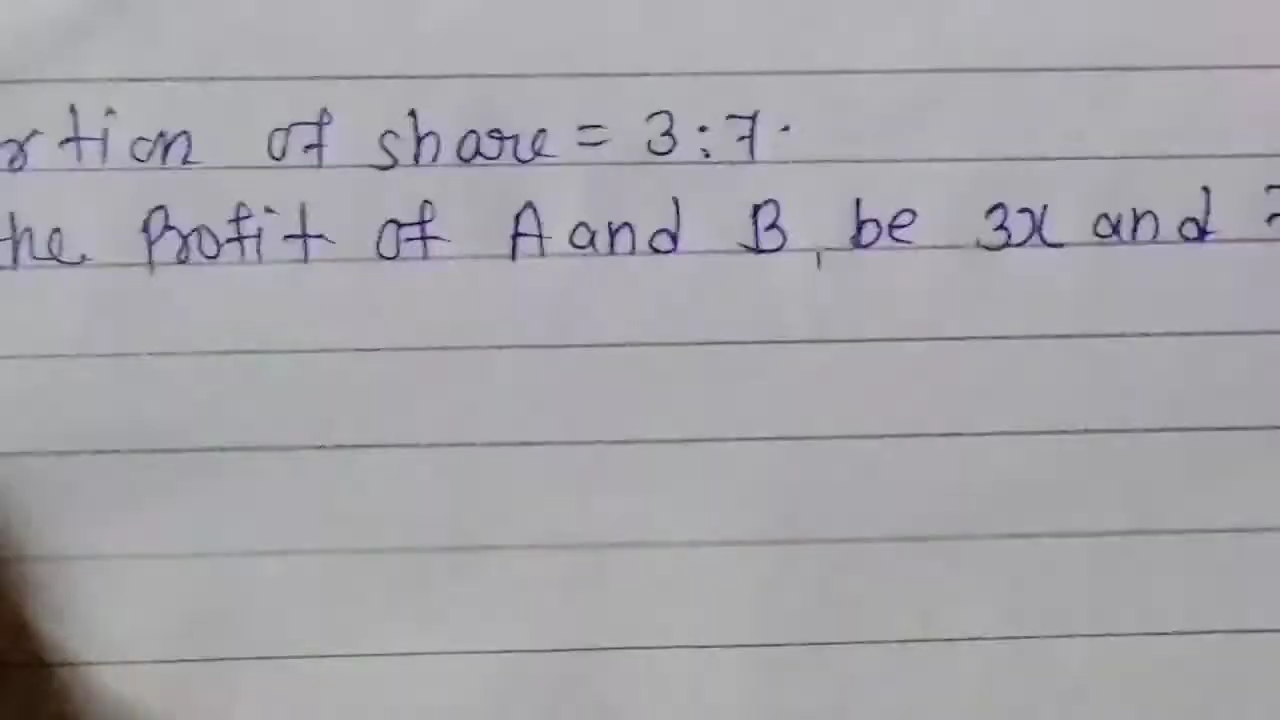 rtion of share = 3:7.
he Profit of A and B, be 3x and